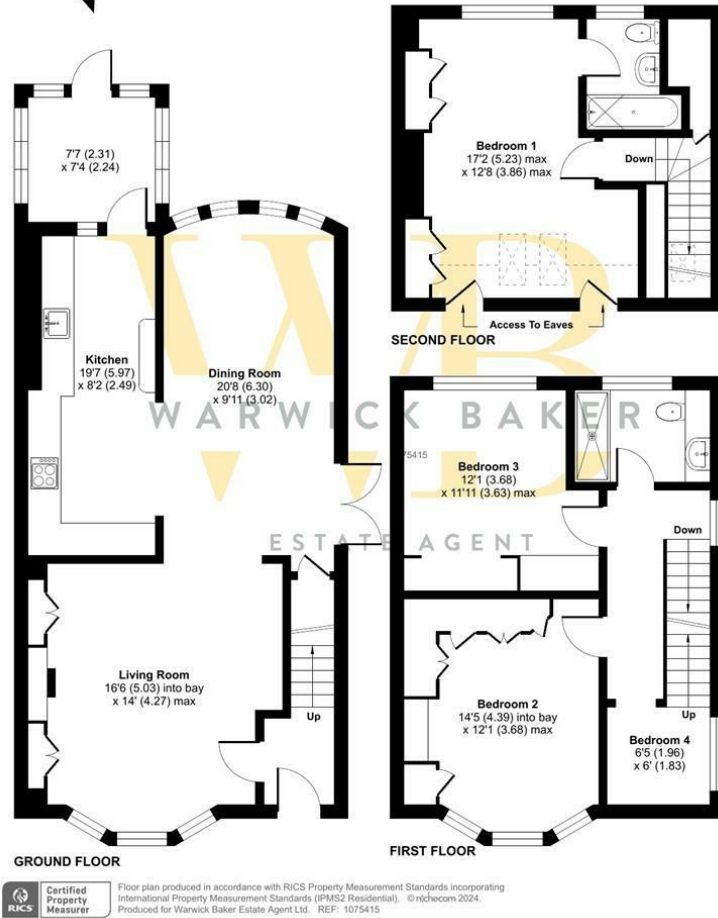 7'7 (2.31)
x 7'4 (2.24)
Kitchen
19'7 (5.97)
x 8'2 (2.49)
Dining Room
20'8 (6.30)
x 9'11 (3.02)
Living Room
16'6 (5.03) into bay
x 14' (4.27) max
Up
GROUND FLOOR
Bedroom 1
17'2 (5.23) max
x 12'8 (3.86) max
Down
Access To Eaves
SECOND FLOOR
Bedroom 3
12'1 (3.68)
x 11'11 (3.63) max
Down
Up
Bedroom 2
14'5 (4.39) into bay
x 12'1 (3.68) max
Bedroom 4
6'5 (1.96)
x 6' (1.83)
FIRST FLOOR
WB
WARWICK BAKER
ESTATE AGENT
75415
RICS
Certified
Property
Measurer
Floor plan produced in accordance with RICS Property Measurement Standards incorporating
International Property Measurement Standards (IPMS2 Residential). © nichecom 2024.
Produced for Warwick Baker Estate Agent Ltd. REF: 1075415